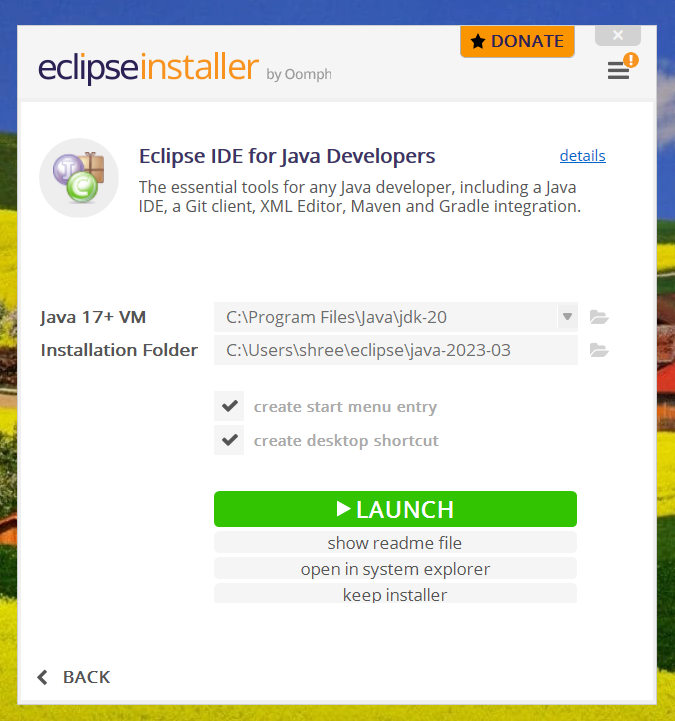 DONATE
eclipseinstaller by Oomph
Eclipse IDE for Java Developers
details
The essential tools for any Java developer, including a Java
IDE, a Git client, XML Editor, Maven and Gradle integration.
Java 17+ VM
C:\Program Files\Java\jdk-20
Installation Folder
C:\Users\shree\eclipse\java-2023-03
create start menu entry
create desktop shortcut
LAUNCH
show readme file
open in system explorer
keep installer
BACK